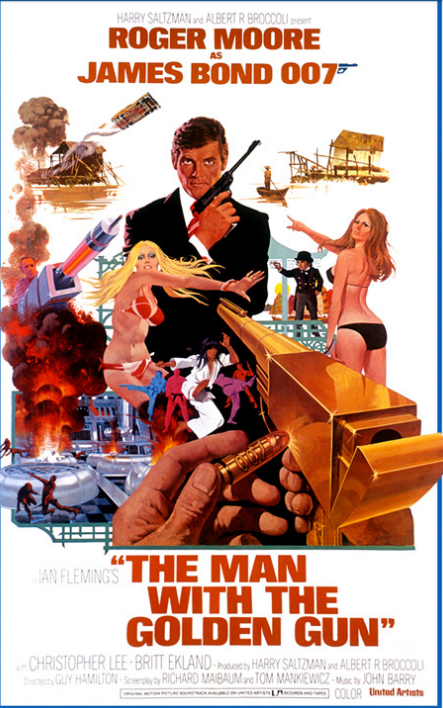 HARRY SALTZMAN and ALBERT R BROCCOLI present
ROGER MOORE
AS
JAMES BOND 007
IAN FLEMING'S
"THE MAN
WITH THE
GOLDEN GUN"
with CHRISTOPHER LEE · BRITT EKLAND · Produced by HARRY SALTZMAN and ALBERT R BROCCOLI
Directed by GUY HAMILTON · Screenplay by RICHARD MAIBAUM and TOM MANKIEWICZ · Music by JOHN BARRY
ORIGINAL MOTION PICTURE SOUNDTRACK AVAILABLE ON UNITED ARTISTS UA RECORDS AND TAPES COLOR United Artists